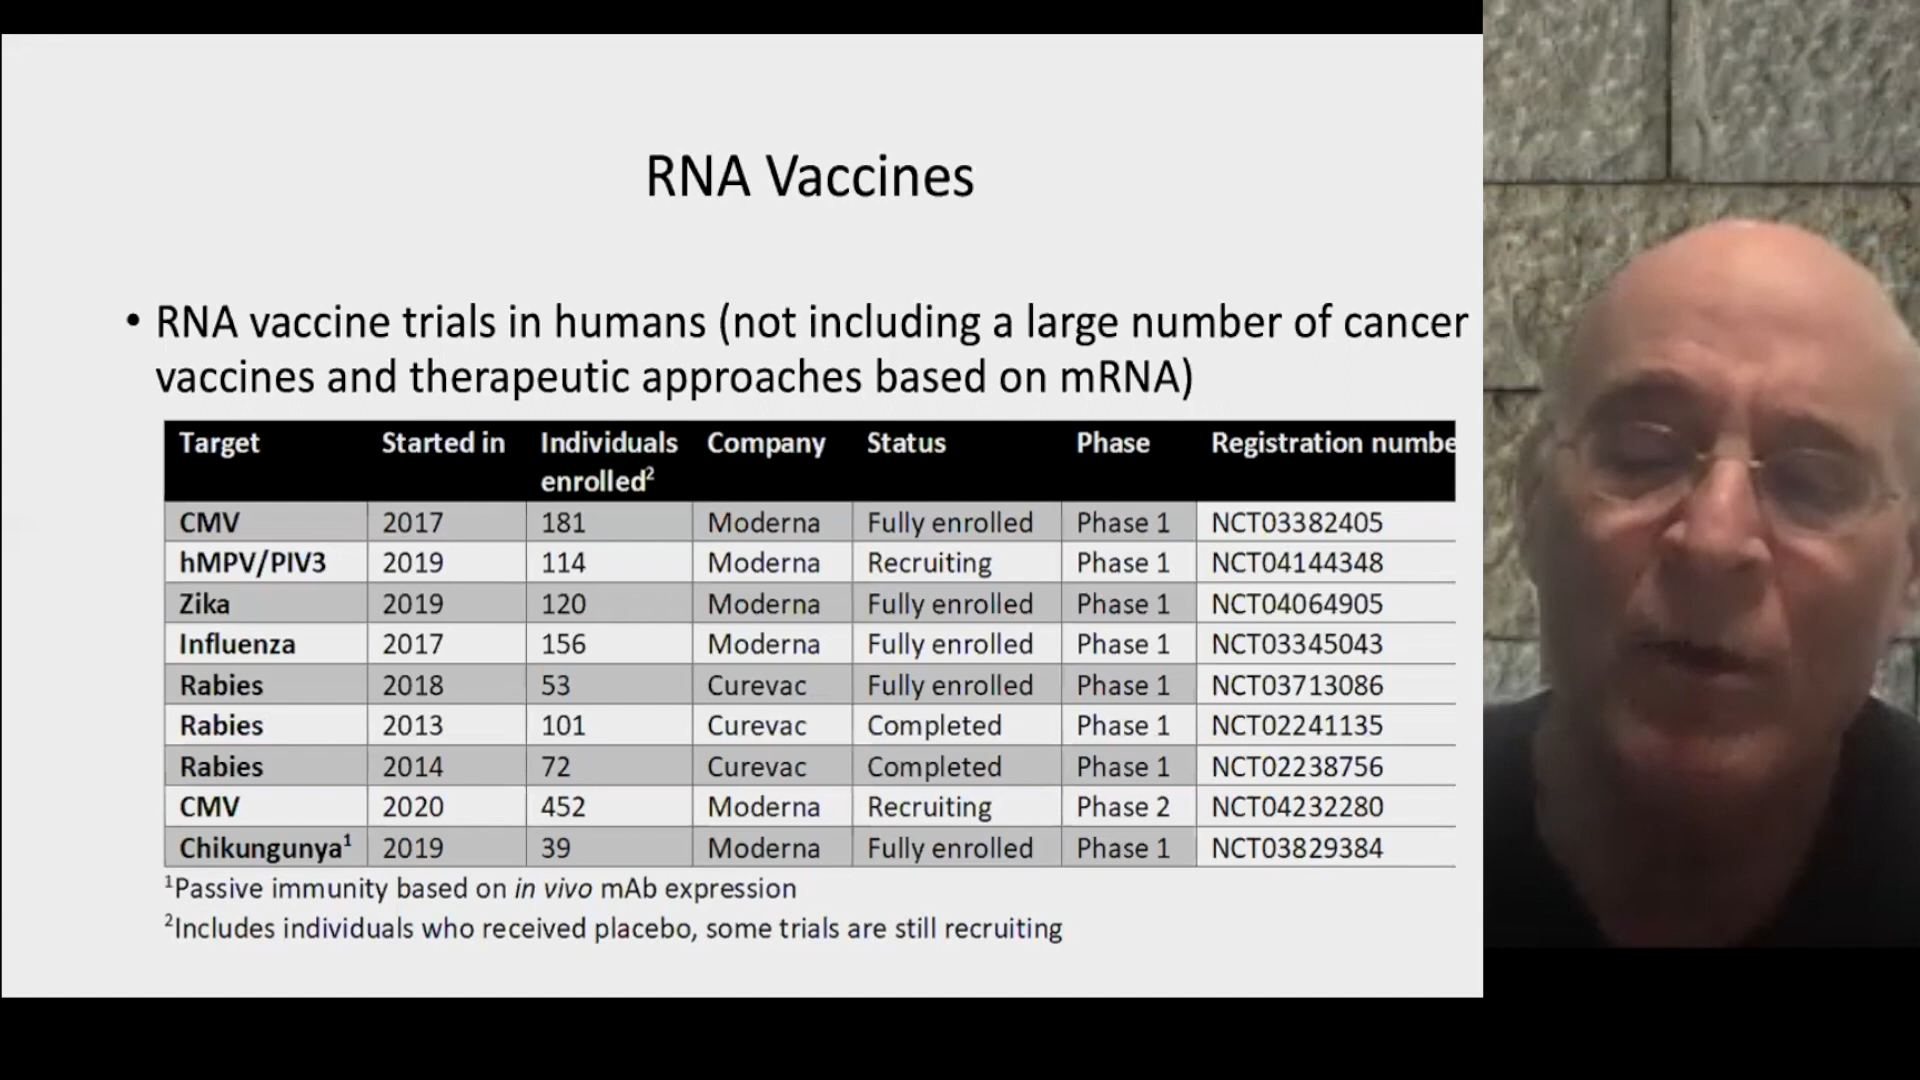 RNA Vaccines
• RNA vaccine trials in humans (not including a large number of cancer
vaccines and therapeutic approaches based on mRNA)
Target Started in Individuals enrolled² Company Status Phase Registration numbe
CMV 2017 181 Moderna Fully enrolled Phase 1 NCT03382405
hMPV/PIV3 2019 114 Moderna Recruiting Phase 1 NCT04144348
Zika 2019 120 Moderna Fully enrolled Phase 1 NCT04064905
Influenza 2017 156 Moderna Fully enrolled Phase 1 NCT03345043
Rabies 2018 53 Curevac Fully enrolled Phase 1 NCT03713086
Rabies 2013 101 Curevac Completed Phase 1 NCT02241135
Rabies 2014 72 Curevac Completed Phase 1 NCT02238756
CMV 2020 452 Moderna Recruiting Phase 2 NCT04232280
Chikungunya¹ 2019 39 Moderna Fully enrolled Phase 1 NCT03829384
¹Passive immunity based on in vivo mAb expression
²Includes individuals who received placebo, some trials are still recruiting